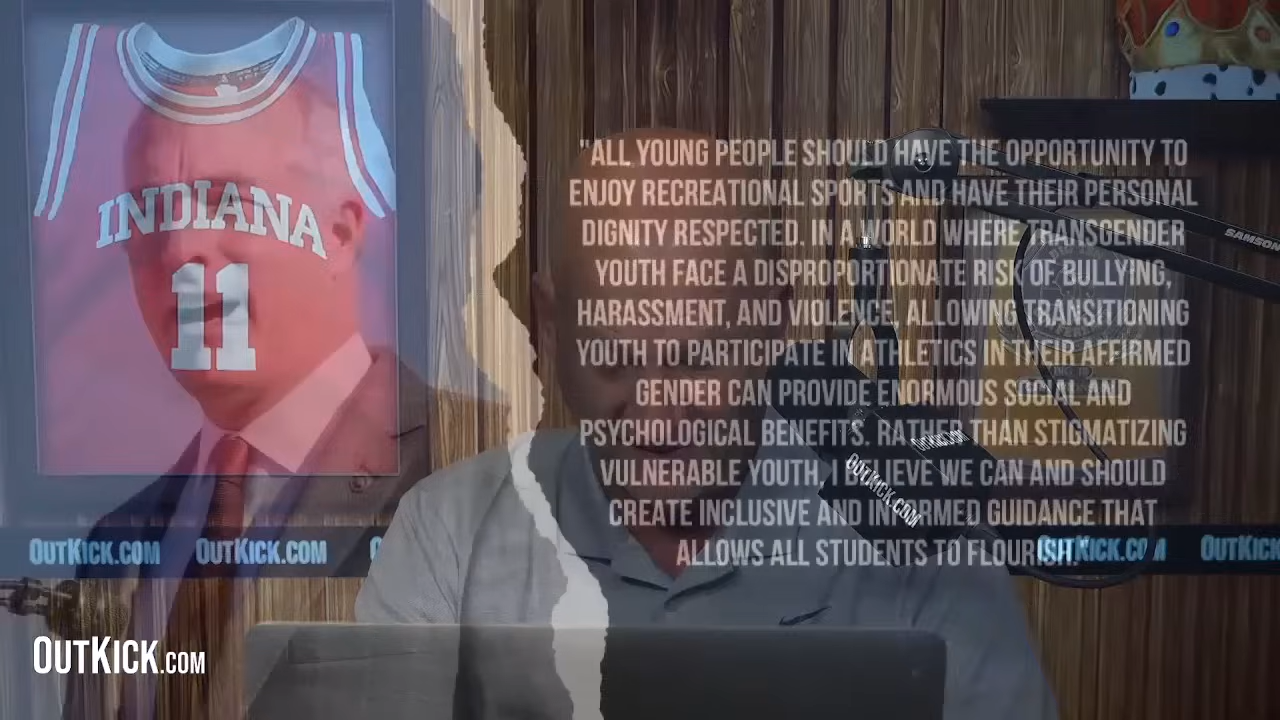 INDIANA
11
"ALL YOUNG PEOPLE SHOULD HAVE THE OPPORTUNITY TO
ENJOY RECREATIONAL SPORTS AND HAVE THEIR PERSONAL
DIGNITY RESPECTED. IN A WORLD WHERE TRANSGENDER
YOUTH FACE A DISPROPORTIONATE RISK OF BULLYING,
HARASSMENT, AND VIOLENCE, ALLOWING TRANSITIONING
YOUTH TO PARTICIPATE IN ATHLETICS IN THEIR AFFIRMED
GENDER CAN PROVIDE ENORMOUS SOCIAL AND
PSYCHOLOGICAL BENEFITS. RATHER THAN STIGMATIZING
VULNERABLE YOUTH, I BELIEVE WE CAN AND SHOULD
CREATE INCLUSIVE AND INFORMED GUIDANCE THAT
ALLOWS ALL STUDENTS TO FLOURISH."
SAMSON
OUTKICK.COM
OUTKICK.COM
OUTKICK.COM OUTKICK.COM
OUTKICK.COM OUTKICK
OUTKICK.COM